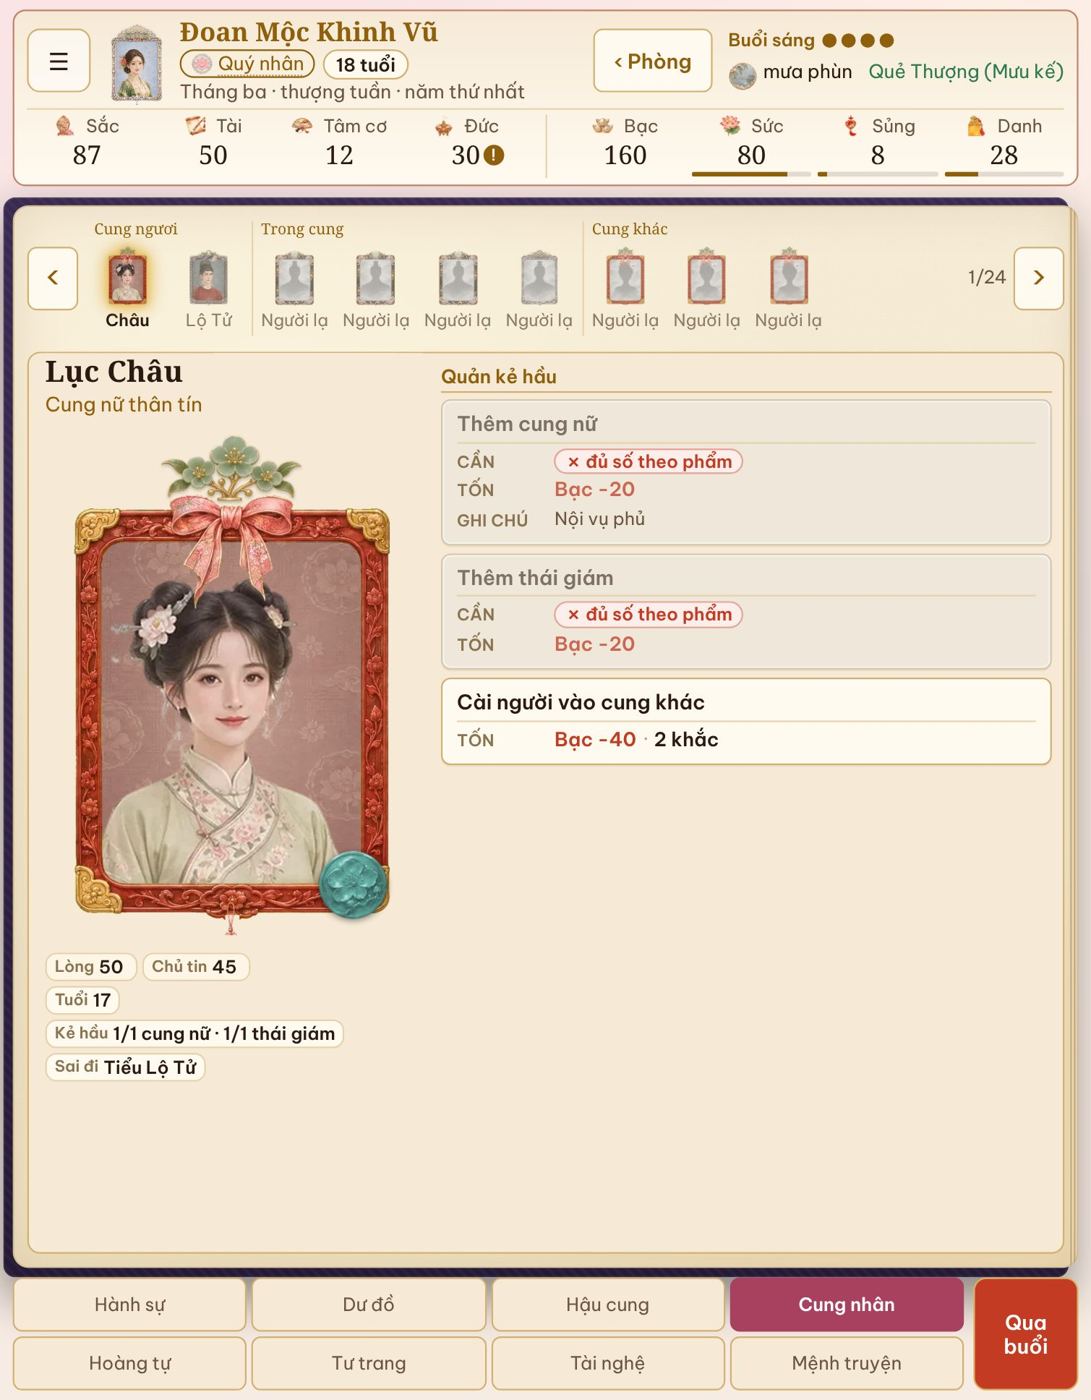 ☰
Đoan Mộc Khinh Vũ
Quý nhân
18 tuổi
Tháng ba · thượng tuần · năm thứ nhất
‹ Phòng
Buổi sáng
mưa phùn Quẻ Thượng (Mưu kế)
Sắc Tài Tâm cơ Đức Bạc Sức Sủng Danh
87 50 12 30 ! 160 80 8 28
Cung ngươi Trong cung Cung khác
‹
1/24
›
Châu Lộ Tử Người lạ Người lạ Người lạ Người lạ Người lạ Người lạ Người lạ
Lục Châu
Cung nữ thân tín
Lòng 50 Chủ tin 45
Tuổi 17
Kẻ hầu 1/1 cung nữ · 1/1 thái giám
Sai đi Tiểu Lộ Tử
Quản kẻ hầu
Thêm cung nữ
CẦN × đủ số theo phẩm
TỐN Bạc -20
GHI CHÚ Nội vụ phủ
Thêm thái giám
CẦN × đủ số theo phẩm
TỐN Bạc -20
Cài người vào cung khác
TỐN Bạc -40 · 2 khắc
Hành sự Dư đồ Hậu cung Cung nhân
Hoàng tự Tư trang Tài nghệ Mệnh truyện
Qua
buổi